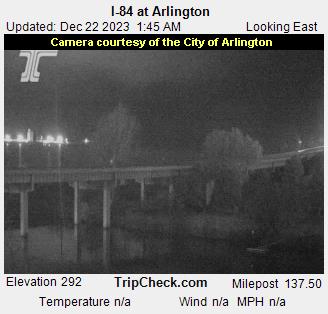 I-84 at Arlington
Updated: Dec 22 2023 1:45 AM Looking East
Camera courtesy of the City of Arlington
Elevation 292 TripCheck.com Milepost 137.50
Temperature n/a Wind n/a MPH n/a